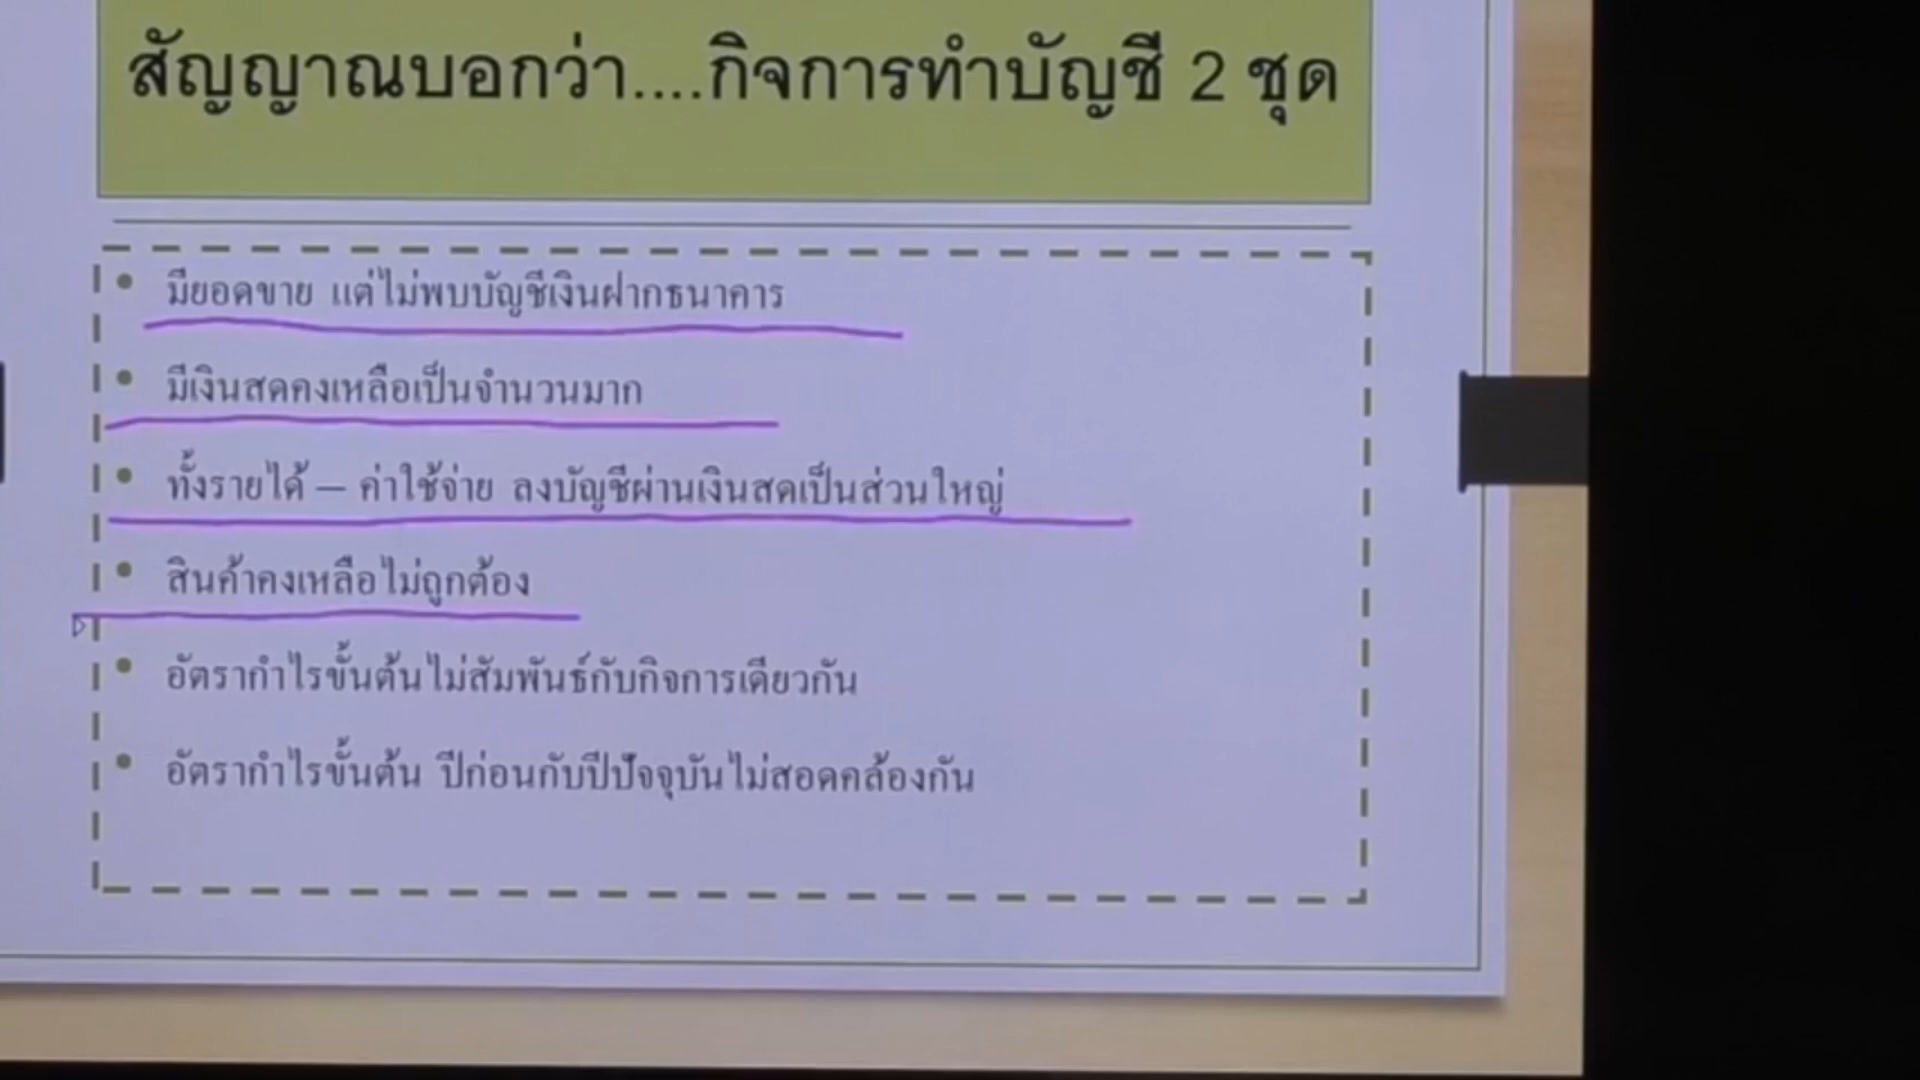 สัญญาณบอกว่า....กิจการทำบัญชี 2 ชุด
• มียอดขาย แต่ไม่พบบัญชีเงินฝากธนาคาร
• มีเงินสดคงเหลือเป็นจำนวนมาก
• ทั้งรายได้ – ค่าใช้จ่าย ลงบัญชีผ่านเงินสดเป็นส่วนใหญ่
• สินค้าคงเหลือไม่ถูกต้อง
• อัตรากำไรขั้นต้นไม่สัมพันธ์กับกิจการเดียวกัน
• อัตรากำไรขั้นต้น ปีก่อนกับปีปัจจุบันไม่สอดคล้องกัน